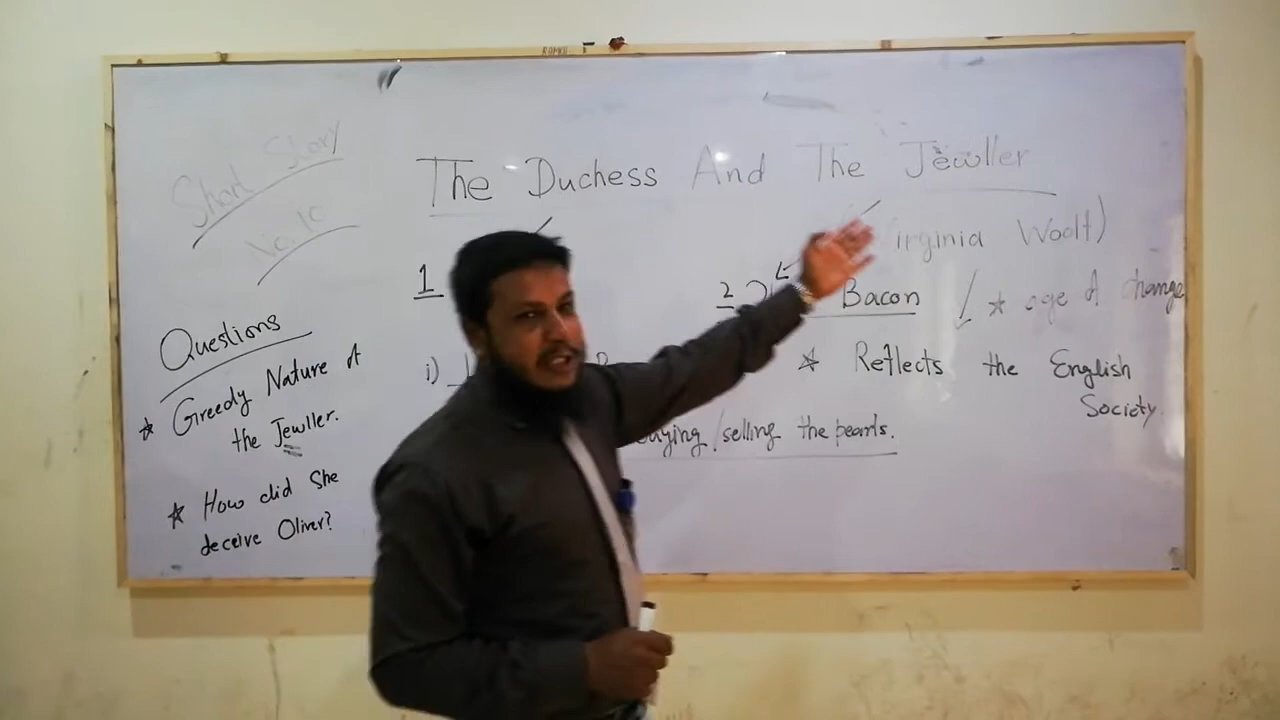 Short Story
No. 10
The Duchess And The Jewller
irginia Woolf)
1
2 Bacon
* age of change
Questions
i)
* Reflects the English
Society.
* Greedy Nature of
the Jewller.
buying/selling the pearls.
* How did She
deceive Oliver?